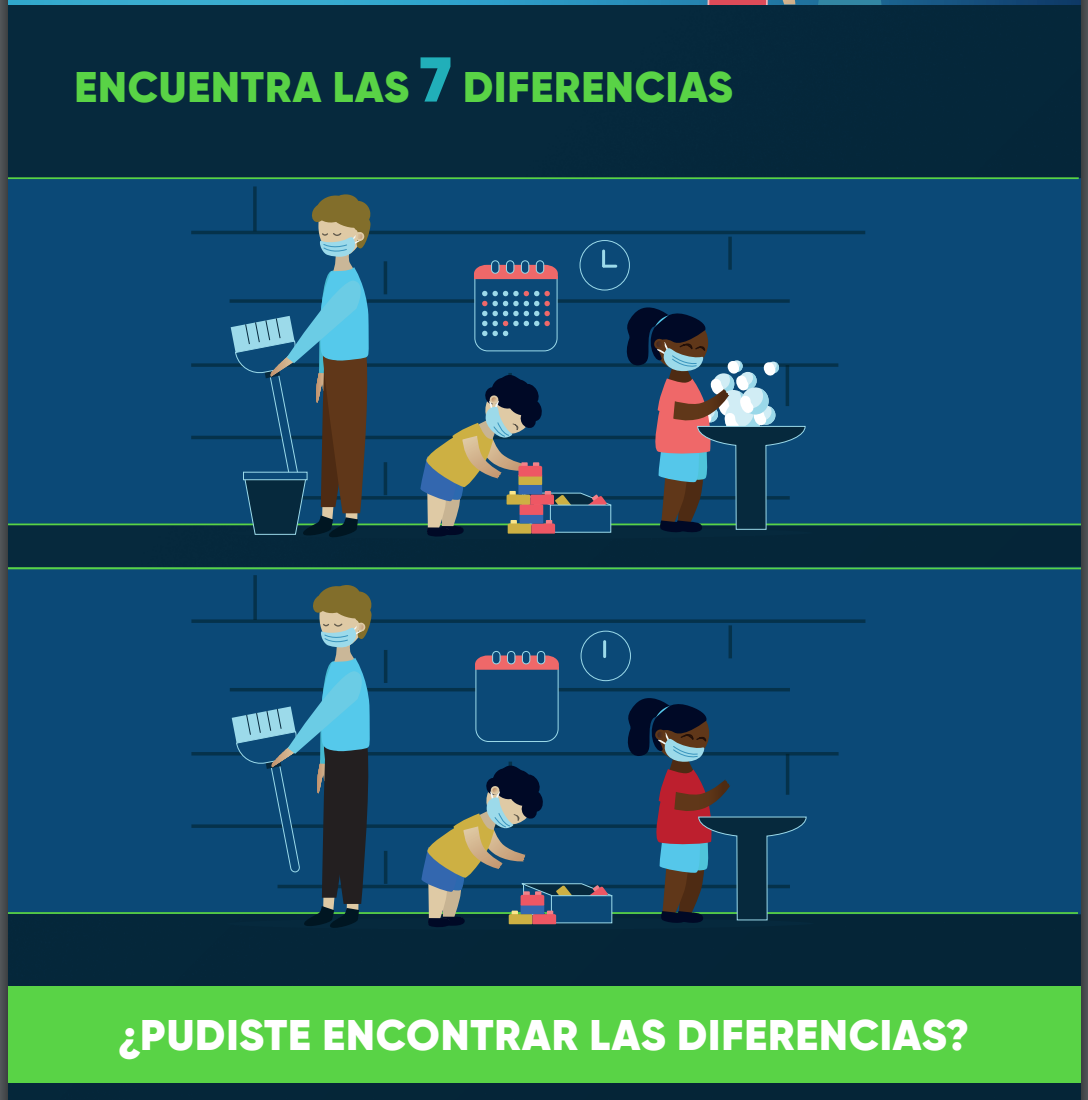 ENCUENTRA LAS 7 DIFERENCIAS
¿PUDISTE ENCONTRAR LAS DIFERENCIAS?